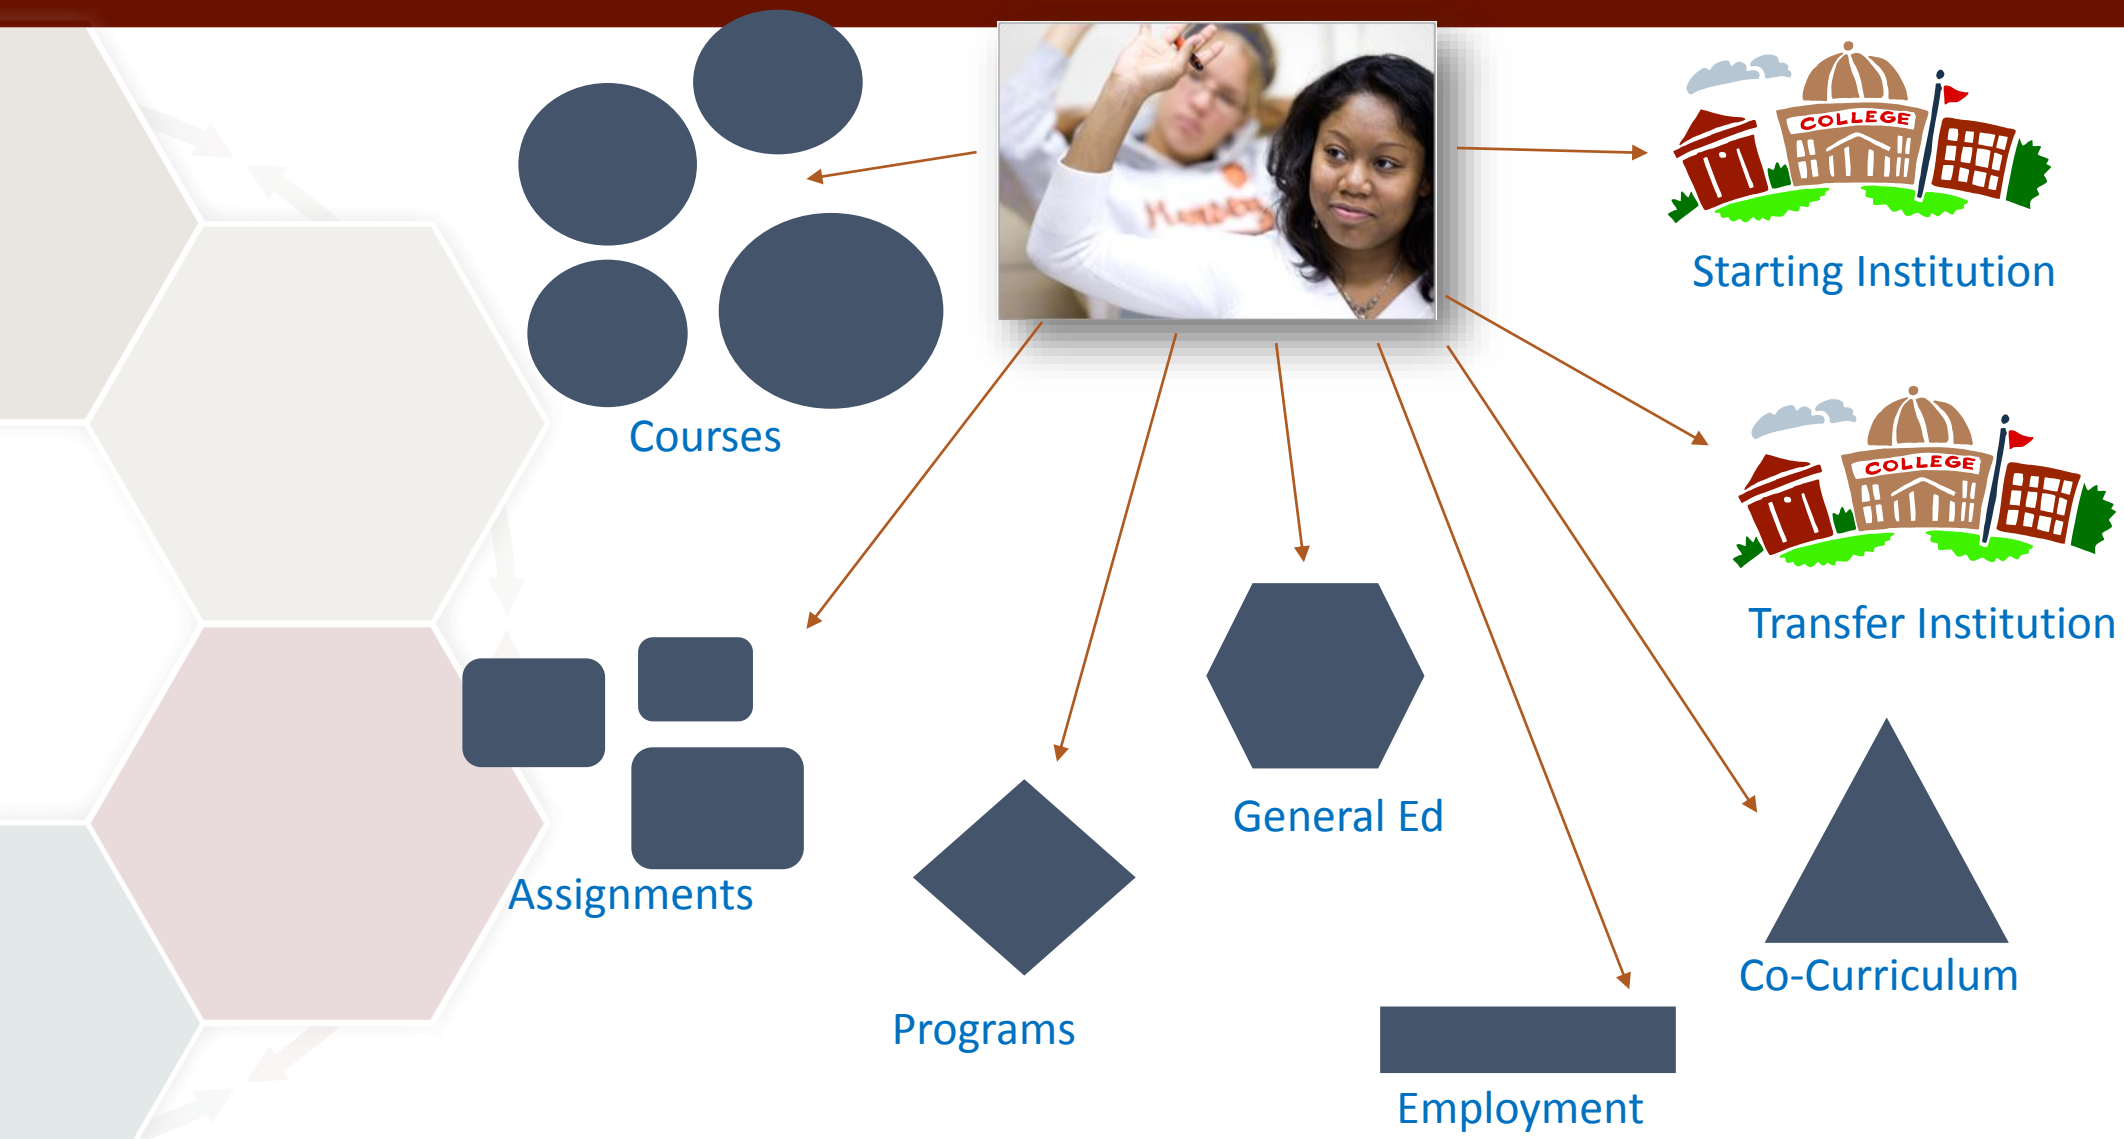 COLLEGE
Starting Institution
Courses
COLLEGE
Transfer Institution
General Ed
Assignments
Co-Curriculum
Programs
Employment